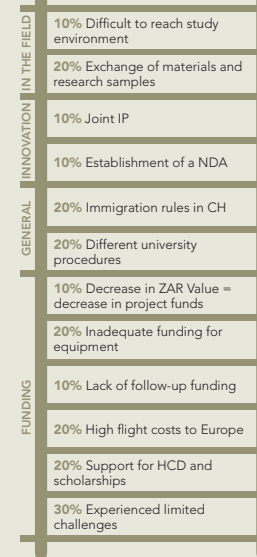 IN THE FIELD
10% Difficult to reach study
environment
20% Exchange of materials and
research samples
INNOVATION
10% Joint IP
10% Establishment of a NDA
GENERAL
20% Immigration rules in CH
20% Different university
procedures
FUNDING
10% Decrease in ZAR Value =
decrease in project funds
20% Inadequate funding for
equipment
10% Lack of follow-up funding
20% High flight costs to Europe
20% Support for HCD and
scholarships
30% Experienced limited
challenges